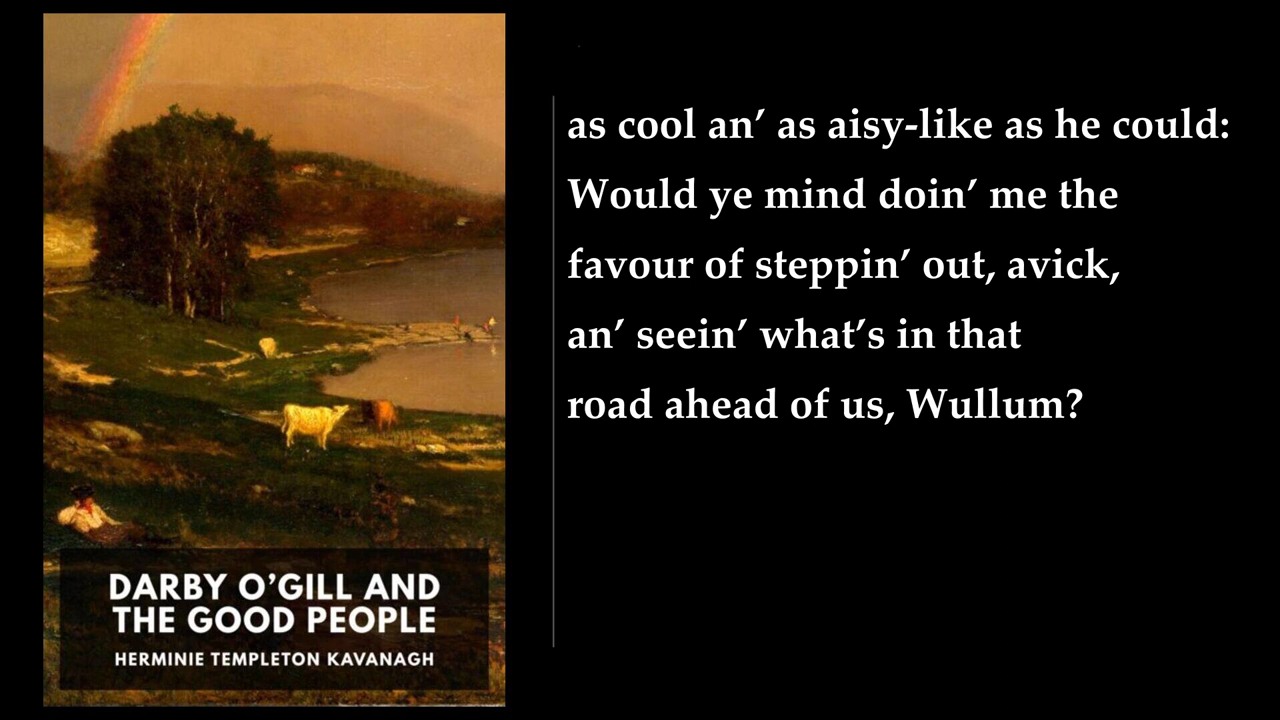 as cool an’ as aisy-like as he could:
Would ye mind doin’ me the
favour of steppin’ out, avick,
an’ seein’ what’s in that
road ahead of us, Wullum?
DARBY O’GILL AND
THE GOOD PEOPLE
HERMINIE TEMPLETON KAVANAGH